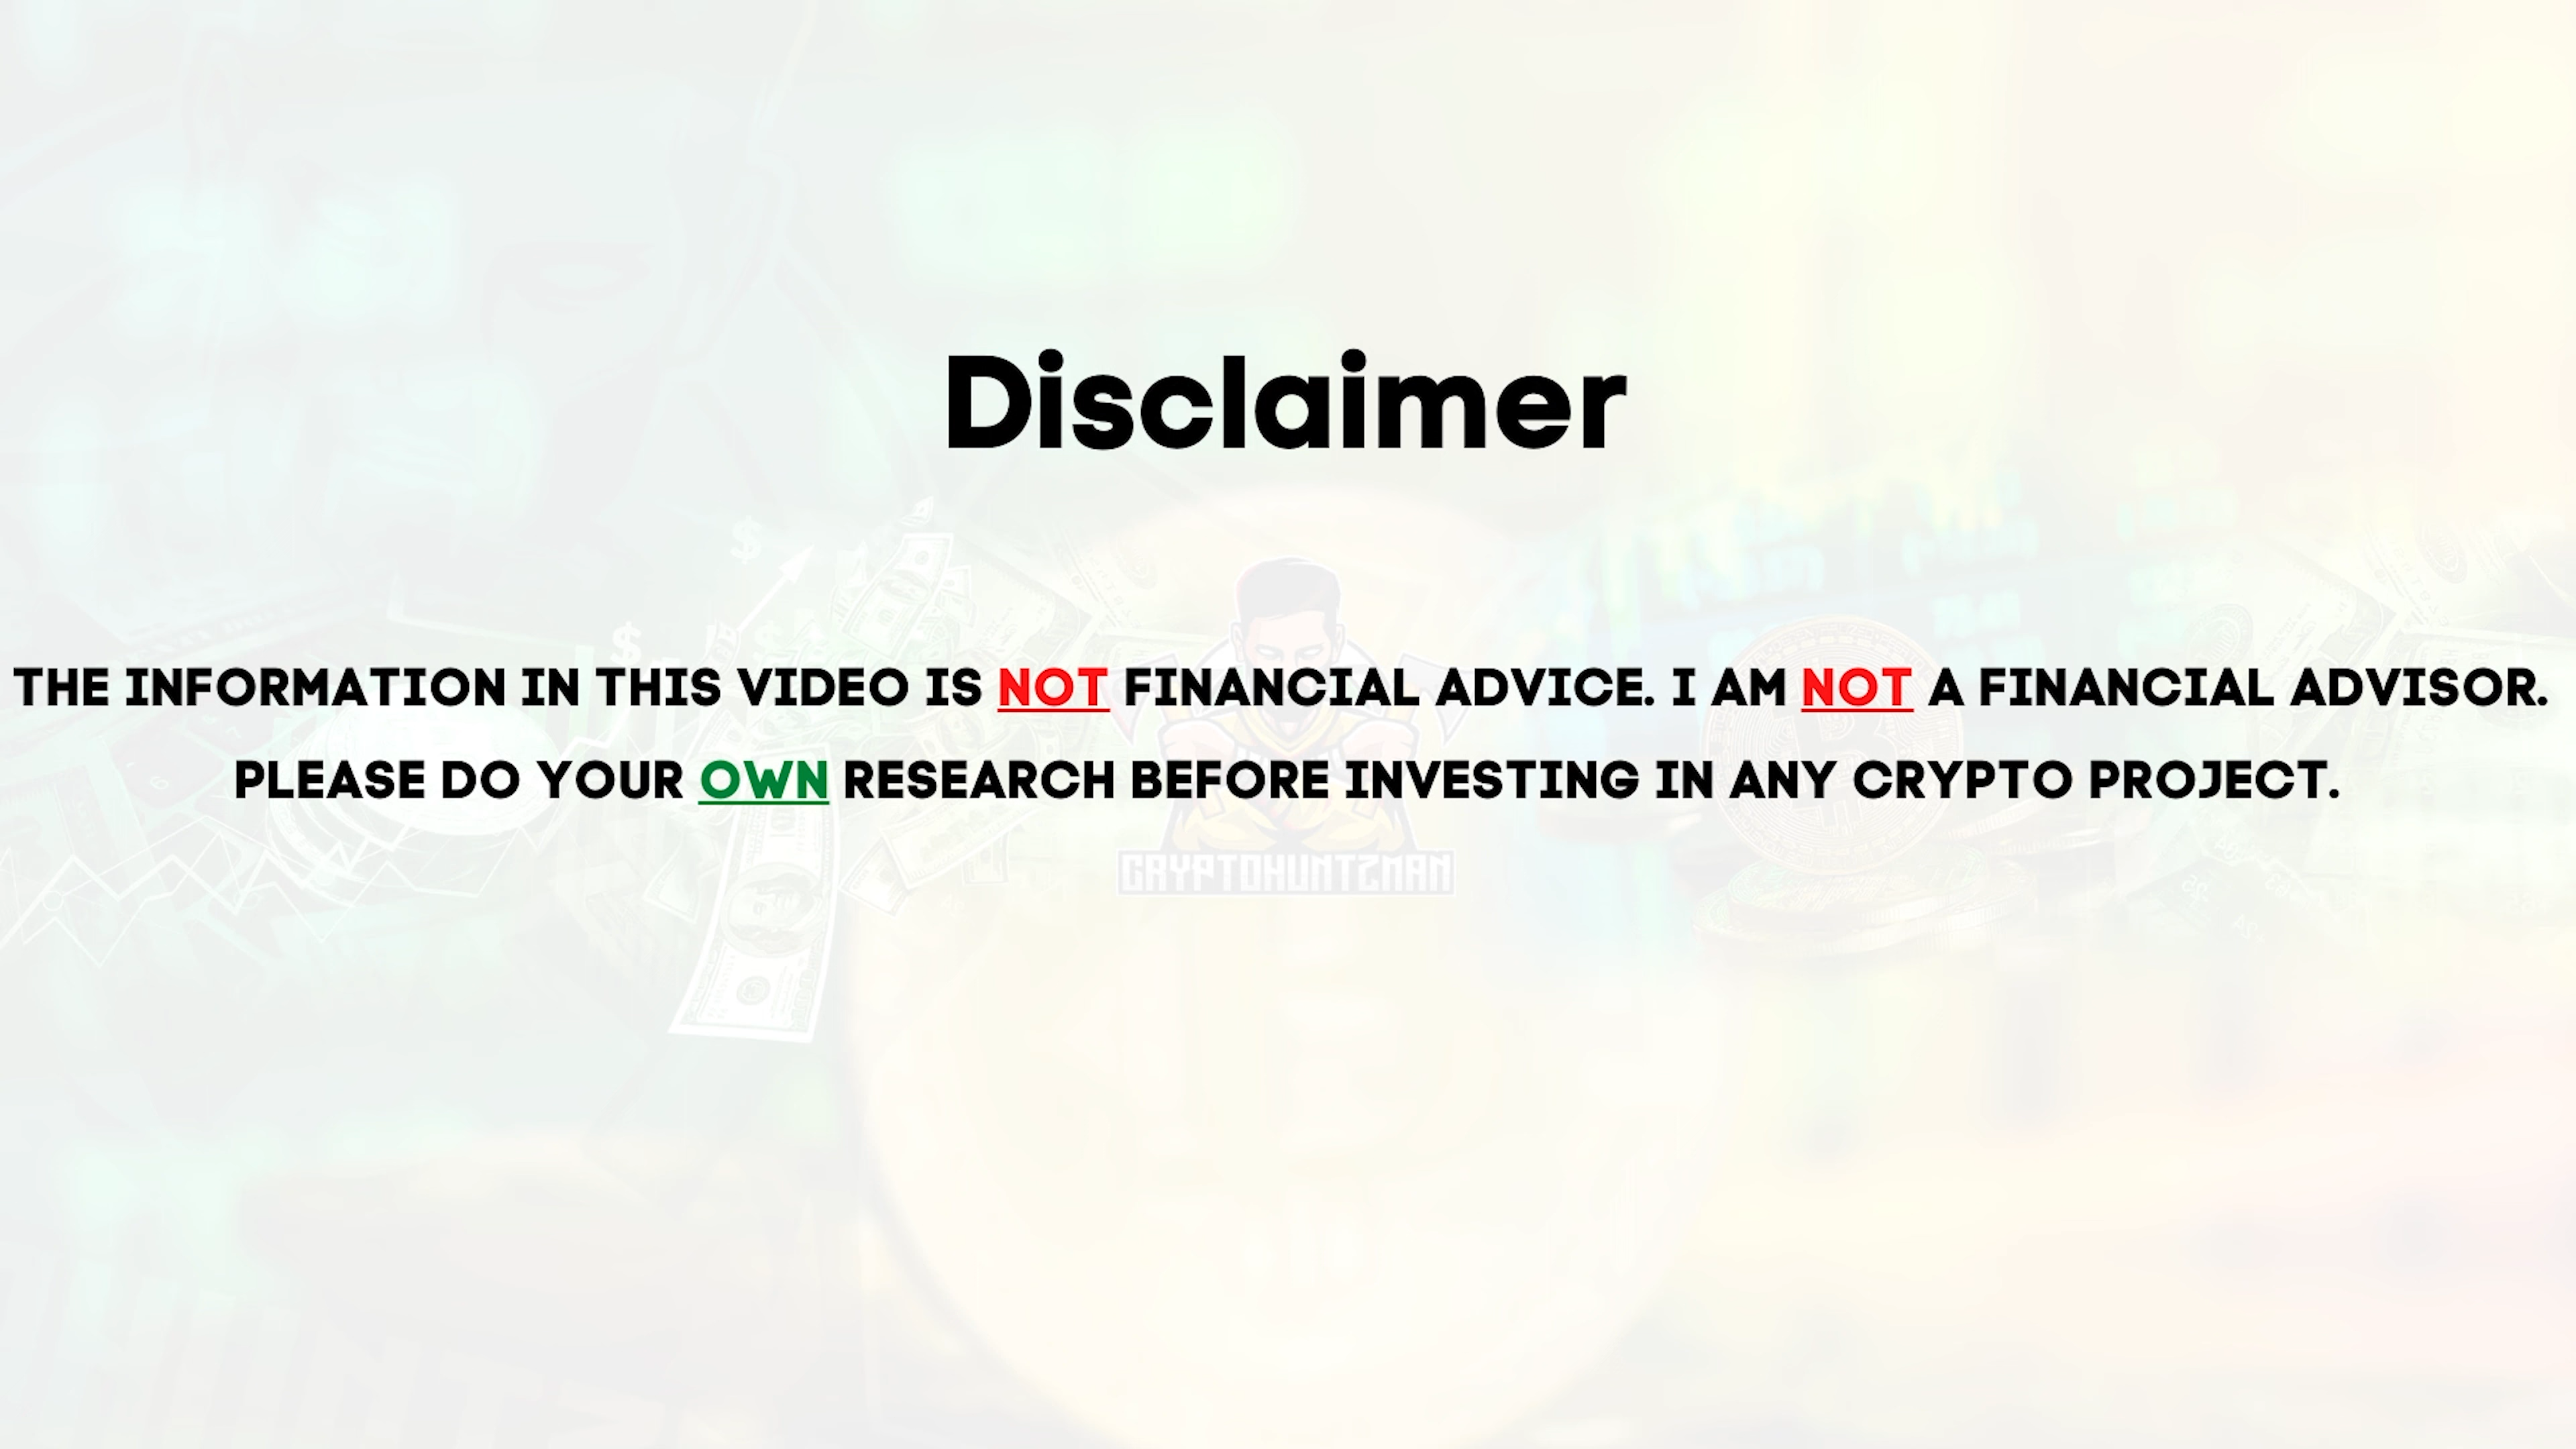 Disclaimer
THE INFORMATION IN THIS VIDEO IS NOT FINANCIAL ADVICE. I AM NOT A FINANCIAL ADVISOR.
PLEASE DO YOUR OWN RESEARCH BEFORE INVESTING IN ANY CRYPTO PROJECT.
CRYPTOHUNTZMAN